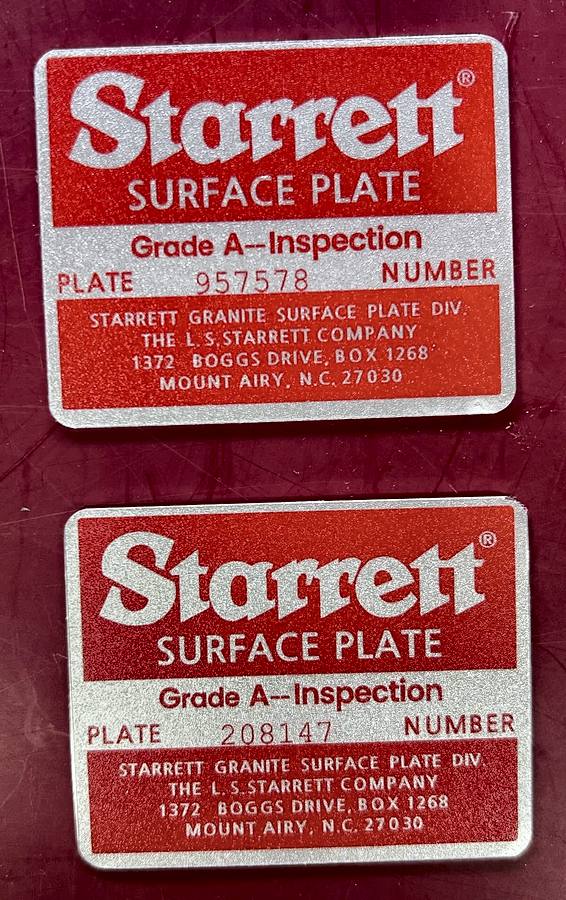 Starrett®
SURFACE PLATE
Grade A--Inspection
PLATE 957578 NUMBER
STARRETT GRANITE SURFACE PLATE DIV.
THE L.S.STARRETT COMPANY
1372 BOGGS DRIVE, BOX 1268
MOUNT AIRY, N.C. 27030
Starrett®
SURFACE PLATE
Grade A--Inspection
PLATE 208147 NUMBER
STARRETT GRANITE SURFACE PLATE DIV.
THE L.S.STARRETT COMPANY
1372 BOGGS DRIVE, BOX 1268
MOUNT AIRY, N.C. 27030